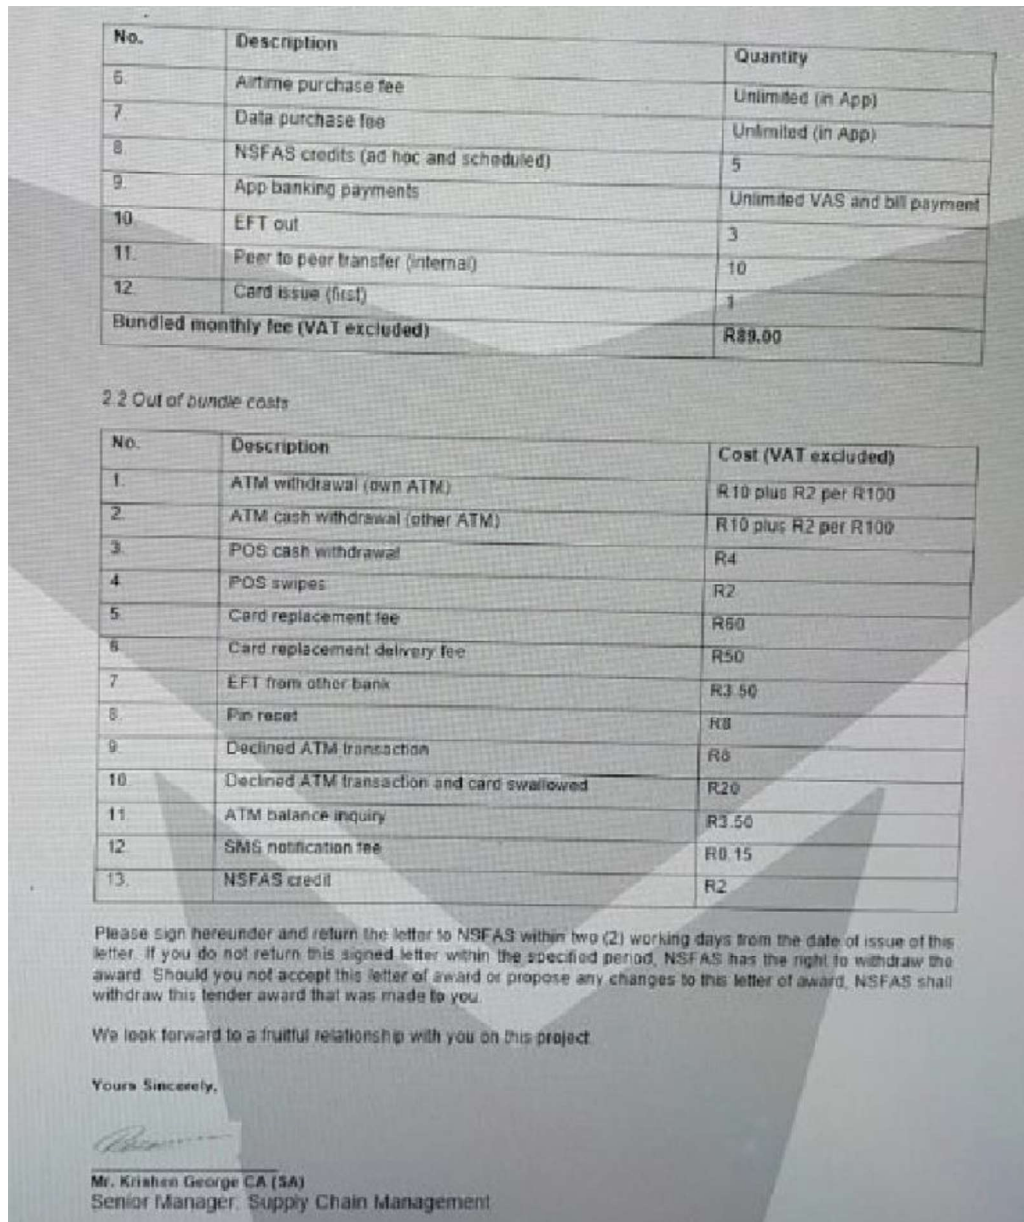 No. Description Quantity
6. Airtime purchase fee Unlimited (in App)
7. Data purchase fee Unlimited (in App)
8. NSFAS credits (ad hoc and scheduled) 5
9. App banking payments Unlimited VAS and bill payment
10. EFT out 3
11. Peer to peer transfer (internal) 10
12. Card issue (first) 1
Bundled monthly fee (VAT excluded) R89.00
2.2 Out of bundle costs
No. Description Cost (VAT excluded)
1. ATM withdrawal (own ATM) R10 plus R2 per R100
2. ATM cash withdrawal (other ATM) R10 plus R2 per R100
3. POS cash withdrawal R4
4. POS swipes R2
5. Card replacement fee R60
6. Card replacement delivery fee R50
7. EFT from other bank R3.50
8. Pin reset R8
9. Declined ATM transaction
10. Declined ATM transaction and card swallowed R20
11. ATM balance inquiry R3.50
12. SMS notification fee R0.15
13. NSFAS credit R2
Please sign hereunder and return the letter to NSFAS within two (2) working days from the date of issue of this
letter. If you do not return this signed letter within the specified period, NSFAS has the right to withdraw the
award. Should you not accept this letter of award or propose any changes to this letter of award, NSFAS shall
withdraw this tender award that was made to you.
We look forward to a fruitful relationship with you on this project.
Yours Sincerely,
Mr. Krishen George CA (SA)
Senior Manager: Supply Chain Management